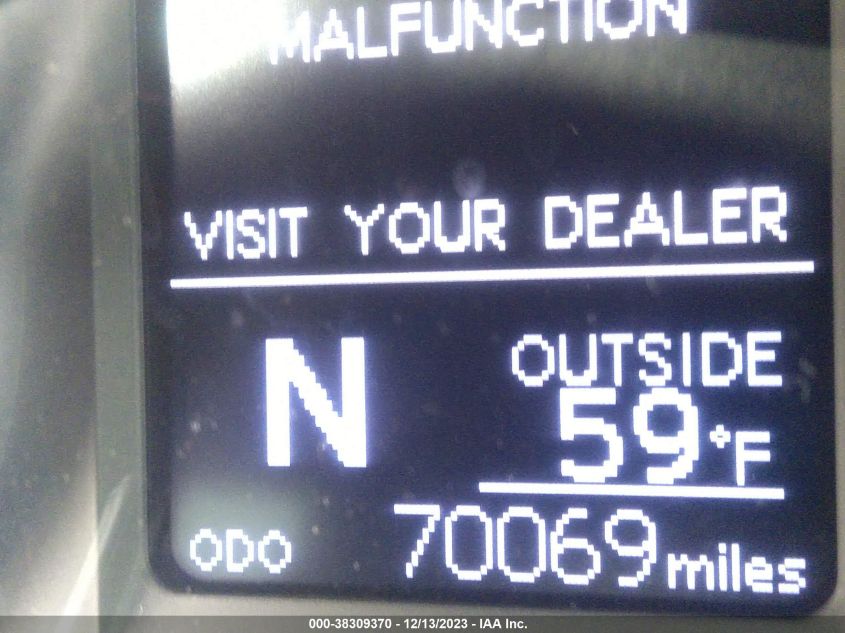 MALFUNCTION
VISIT YOUR DEALER
N
OUTSIDE
59°F
ODO 70069 miles
000-38309370 - 12/13/2023 - IAA Inc.